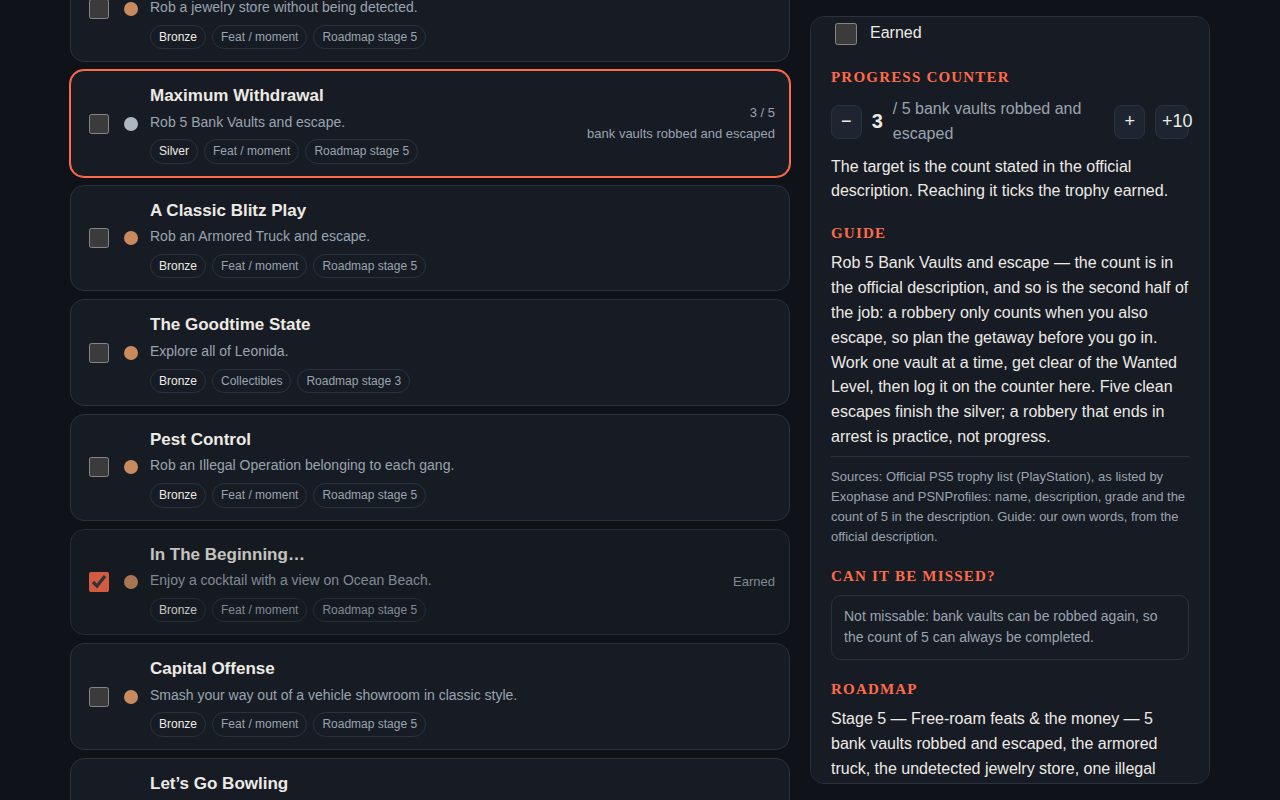 Rob a jewelry store without being detected.
Bronze Feat / moment Roadmap stage 5
Maximum Withdrawal
Rob 5 Bank Vaults and escape.
Silver Feat / moment Roadmap stage 5
3 / 5
bank vaults robbed and escaped
A Classic Blitz Play
Rob an Armored Truck and escape.
Bronze Feat / moment Roadmap stage 5
The Goodtime State
Explore all of Leonida.
Bronze Collectibles Roadmap stage 3
Pest Control
Rob an Illegal Operation belonging to each gang.
Bronze Feat / moment Roadmap stage 5
In The Beginning…
Enjoy a cocktail with a view on Ocean Beach.
Bronze Feat / moment Roadmap stage 5
Earned
Capital Offense
Smash your way out of a vehicle showroom in classic style.
Bronze Feat / moment Roadmap stage 5
Let’s Go Bowling
Earned
PROGRESS COUNTER
− 3 / 5 bank vaults robbed and
escaped
+ +10
The target is the count stated in the official
description. Reaching it ticks the trophy earned.
GUIDE
Rob 5 Bank Vaults and escape — the count is in
the official description, and so is the second half of
the job: a robbery only counts when you also
escape, so plan the getaway before you go in.
Work one vault at a time, get clear of the Wanted
Level, then log it on the counter here. Five clean
escapes finish the silver; a robbery that ends in
arrest is practice, not progress.
Sources: Official PS5 trophy list (PlayStation), as listed by
Exophase and PSNProfiles: name, description, grade and the
count of 5 in the description. Guide: our own words, from the
official description.
CAN IT BE MISSED?
Not missable: bank vaults can be robbed again, so
the count of 5 can always be completed.
ROADMAP
Stage 5 — Free-roam feats & the money — 5
bank vaults robbed and escaped, the armored
truck, the undetected jewelry store, one illegal